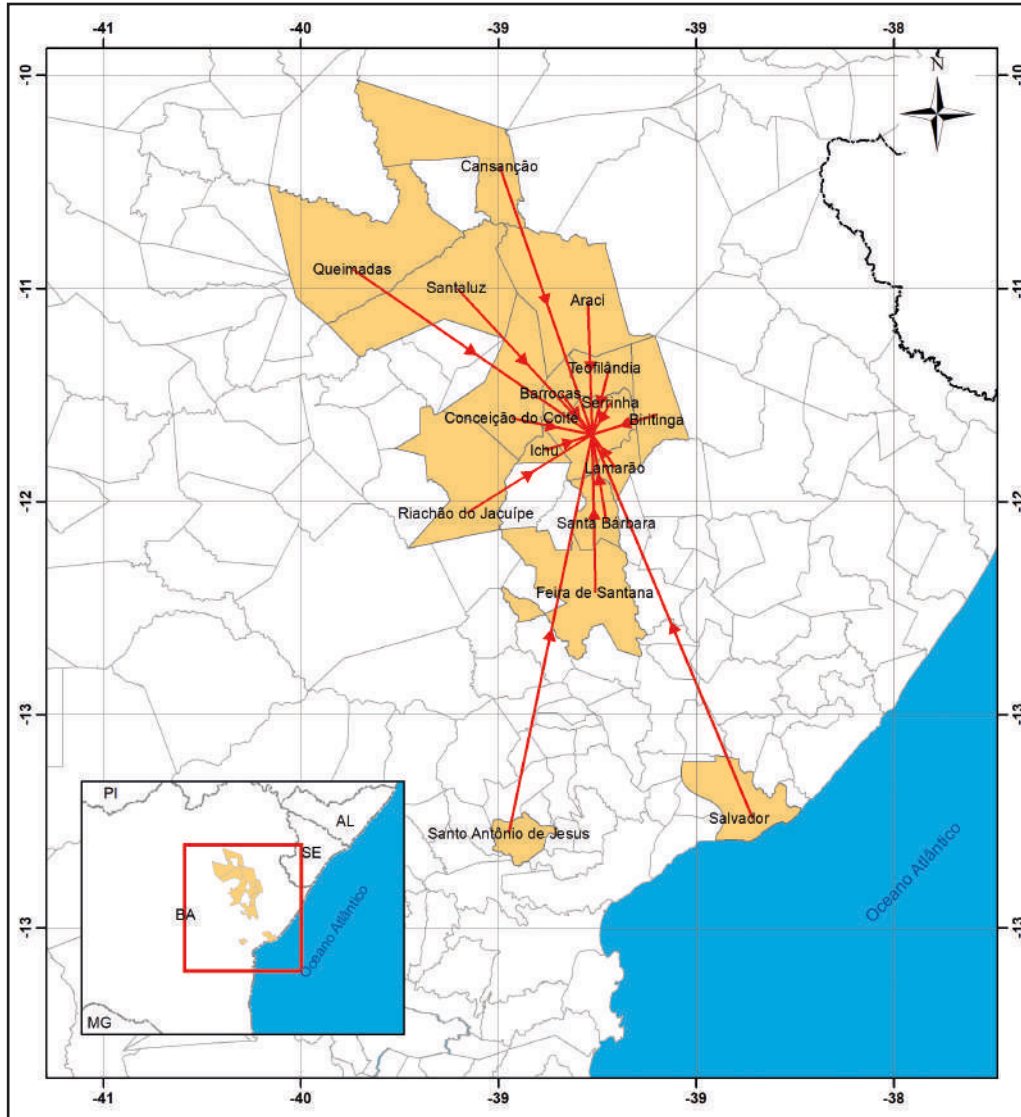 -41
-40
-39
-39
-38
-10
-10
N
Cansanção
Queimadas
Santaluz
Araci
-11
-11
Teofilândia
Barrocas
Serrinha
Conceição do Coité
Biritinga
Ichu
Lamarão
-12
-12
Riachão do Jacuípe
Santa Bárbara
Feira de Santana
-13
-13
Salvador
Santo Antônio de Jesus
Oceano Atlântico
PI
AL
SE
BA
Oceano Atlântico
MG
-13
-13
-41
-40
-39
-39
-38